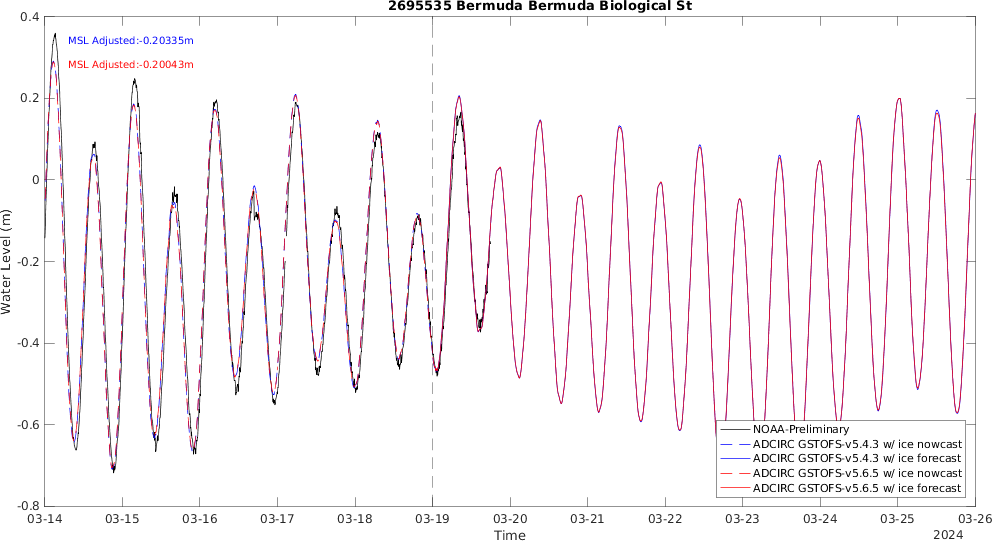 2695535 Bermuda Bermuda Biological St
MSL Adjusted:-0.20335m
MSL Adjusted:-0.20043m
0.4
0.2
0
-0.2
-0.4
-0.6
-0.8
Water Level (m)
NOAA-Preliminary
ADCIRC GSTOFS-v5.4.3 w/ ice nowcast
ADCIRC GSTOFS-v5.4.3 w/ ice forecast
ADCIRC GSTOFS-v5.6.5 w/ ice nowcast
ADCIRC GSTOFS-v5.6.5 w/ ice forecast
03-14 03-15 03-16 03-17 03-18 03-19 03-20 03-21 03-22 03-23 03-24 03-25 03-26
Time
2024